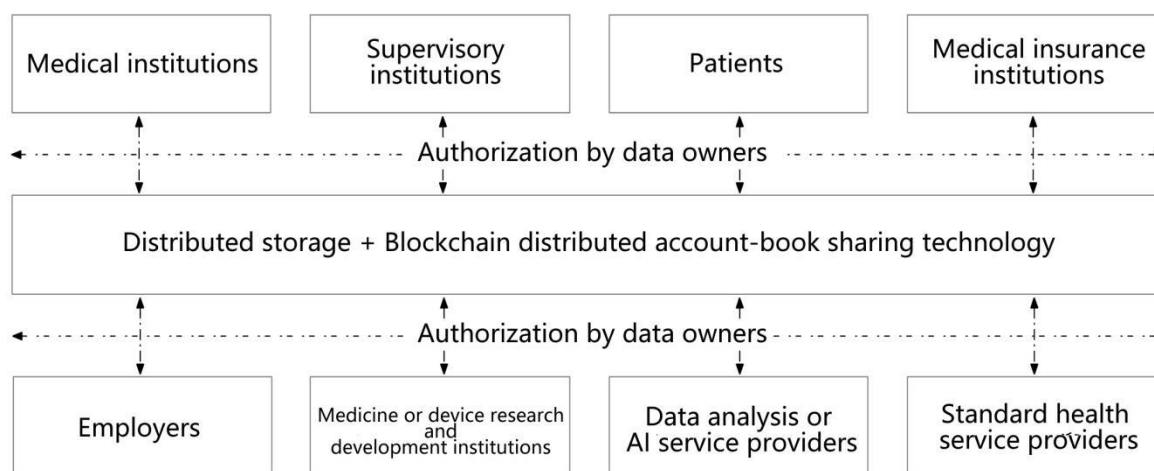 Medical institutions
Supervisory
institutions
Patients
Medical insurance
institutions
Authorization by data owners
Distributed storage + Blockchain distributed account-book sharing technology
Authorization by data owners
Employers
Medicine or device research
and
development institutions
Data analysis or
AI service providers
Standard health
service providers